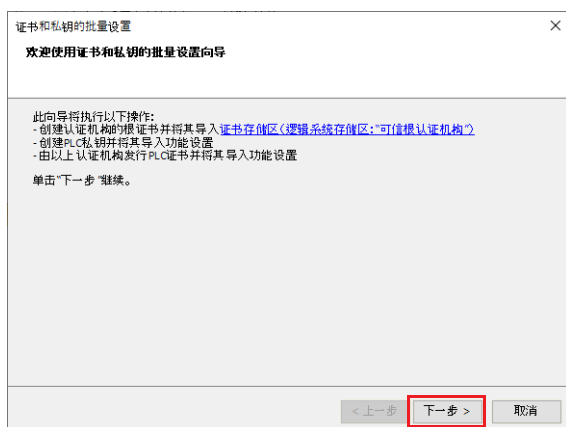 证书和私钥的批量设置
欢迎使用证书和私钥的批量设置向导
此向导将执行以下操作:
- 创建认证机构的根证书并将其导入证书存储区(逻辑系统存储区:"可信根认证机构")
- 创建PLC私钥并将其导入功能设置
- 由以上认证机构发行PLC证书并将其导入功能设置
单击"下一步"继续。
< 上一步
下一步 >
取消